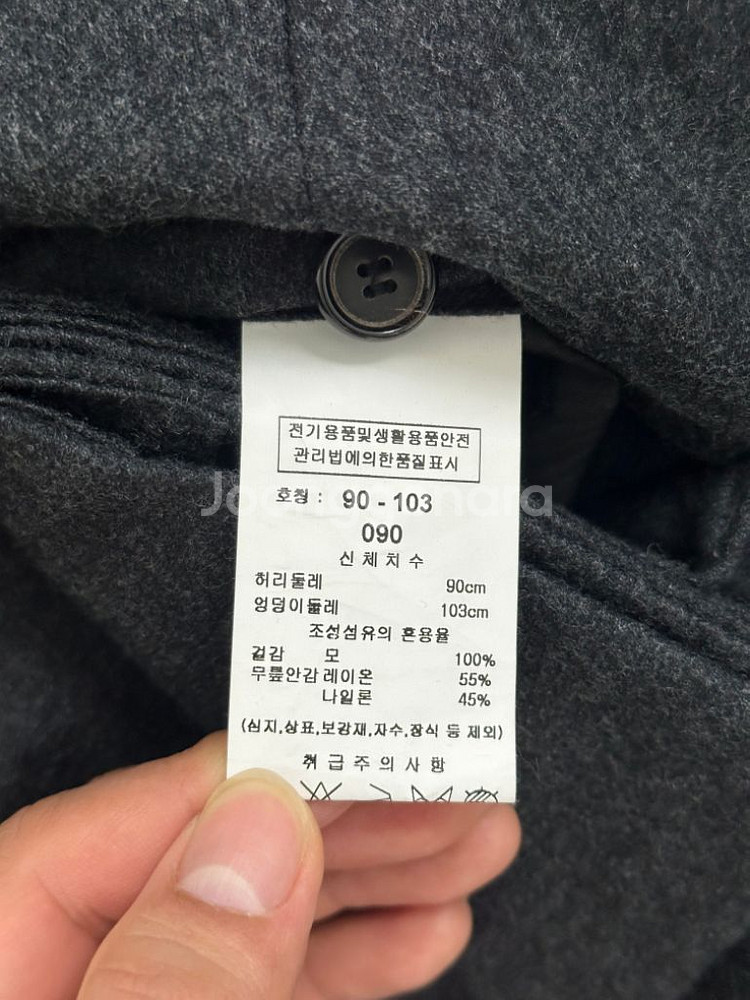 전기용품및생활용품안전
관리법에의한품질표시
호칭 : 90 - 103
090
신체치수
허리둘레 90cm
엉덩이둘레 103cm
조성섬유의 혼용율
겉감 모 100%
무릎안감 레이온 55%
나일론 45%
(심지,상표,보강재,자수,장식 등 제외)
취급주의사항